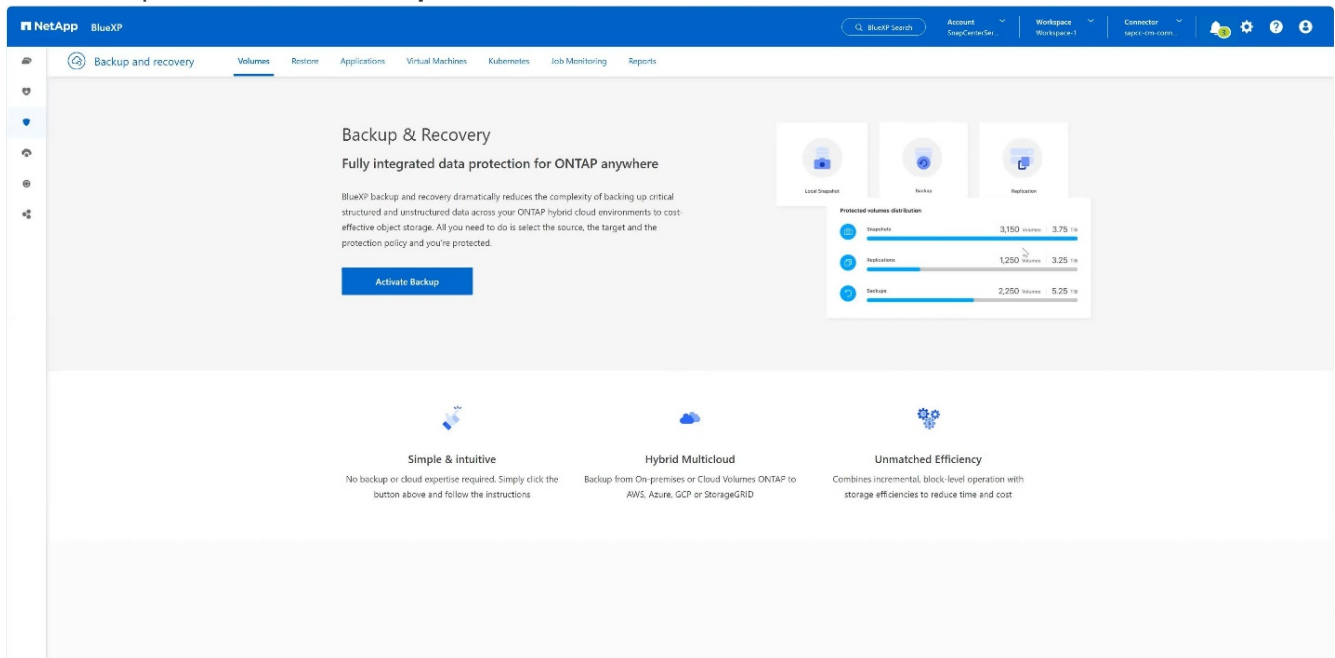 NetApp BlueXP
BlueXP Search
Account
SnapCenterSer...
Workspace
Workspace-1
Connector
sapcc-cm-conn...
3
Backup and recovery
Volumes Restore Applications Virtual Machines Kubernetes Job Monitoring Reports
Backup & Recovery
Fully integrated data protection for ONTAP anywhere
BlueXP backup and recovery dramatically reduces the complexity of backing up critical
structured and unstructured data across your ONTAP hybrid cloud environments to cost-
effective object storage. All you need to do is select the source, the target and the
protection policy and you're protected.
Activate Backup
Local Snapshot
Backup
Replication
Protected volumes distribution
Snapshots 3,150 Volumes 3.75 TiB
Replications 1,250 Volumes 3.25 TiB
Backups 2,250 Volumes 5.25 TiB
Simple & intuitive
No backup or cloud expertise required. Simply click the
button above and follow the instructions
Hybrid Multicloud
Backup from On-premises or Cloud Volumes ONTAP to
AWS, Azure, GCP or StorageGRID
Unmatched Efficiency
Combines incremental, block-level operation with
storage efficiencies to reduce time and cost